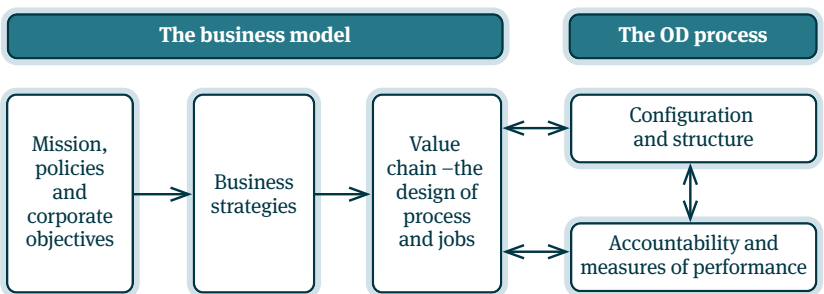 The business model
The OD process
Mission,
policies
and
corporate
objectives
Business
strategies
Value
chain –the
design of
process
and jobs
Configuration
and structure
Accountability and
measures of performance